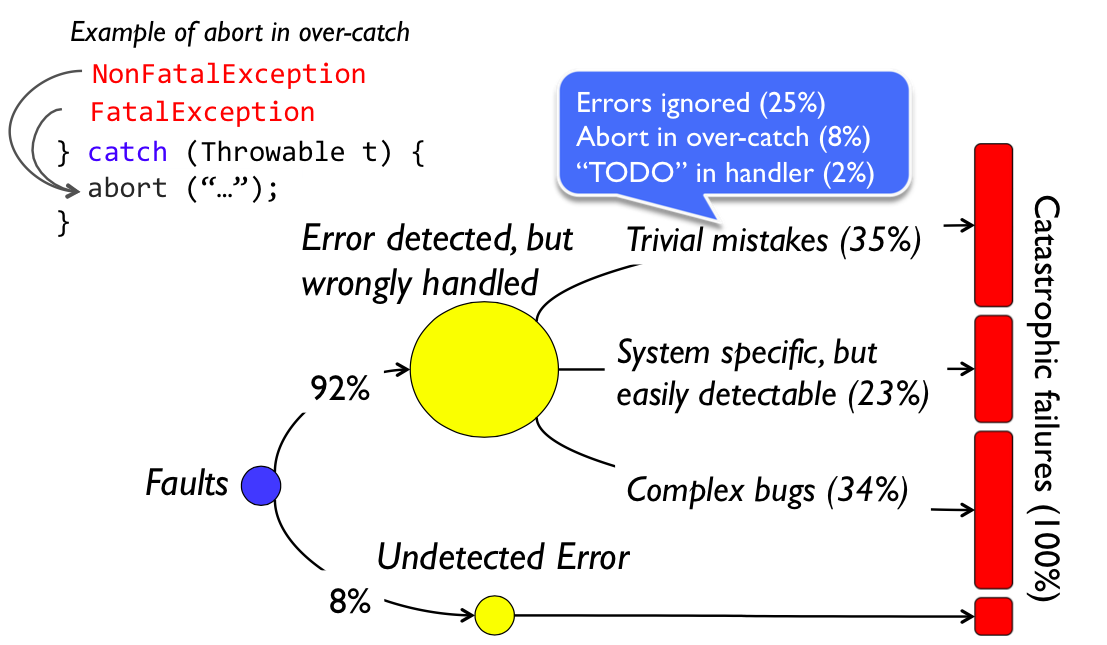 Example of abort in over-catch
NonFatalException
FatalException
} catch (Throwable t) {
abort (“…”);
}
Errors ignored (25%)
Abort in over-catch (8%)
“TODO” in handler (2%)
Error detected, but
wrongly handled
Trivial mistakes (35%)
System specific, but
easily detectable (23%)
92%
Complex bugs (34%)
Faults
Undetected Error
8%
Catastrophic failures (100%)